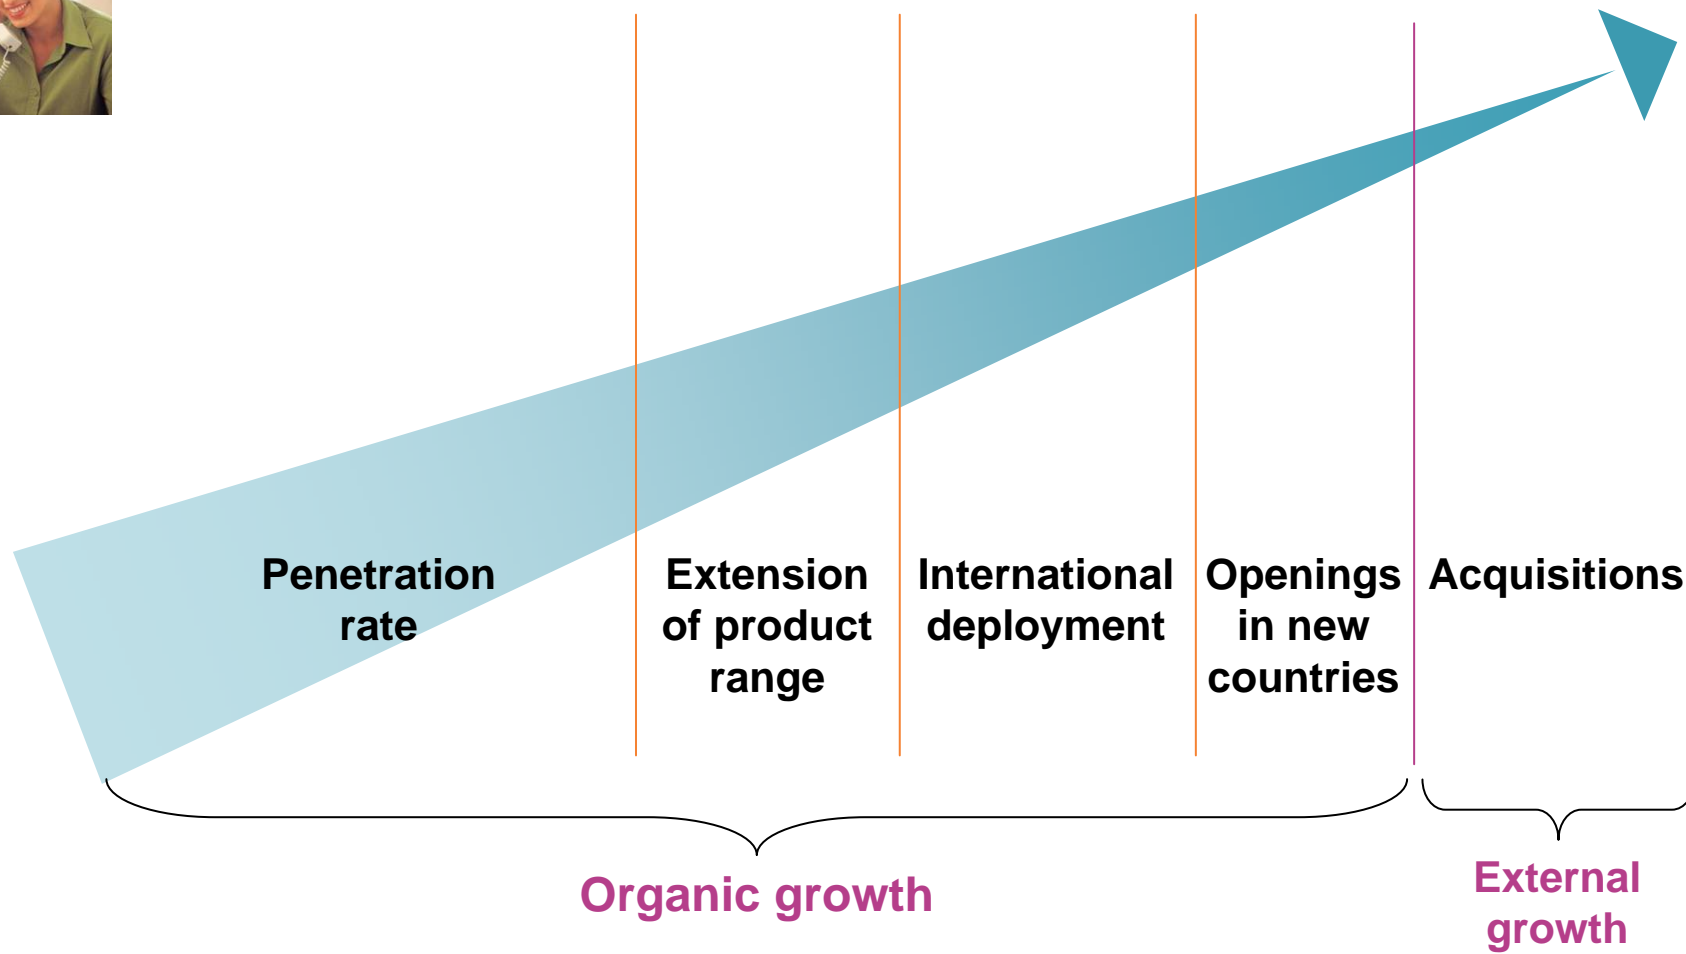 Penetration
rate
Extension
of product
range
International
deployment
Openings
in new
countries
Acquisitions
Organic growth
External
growth